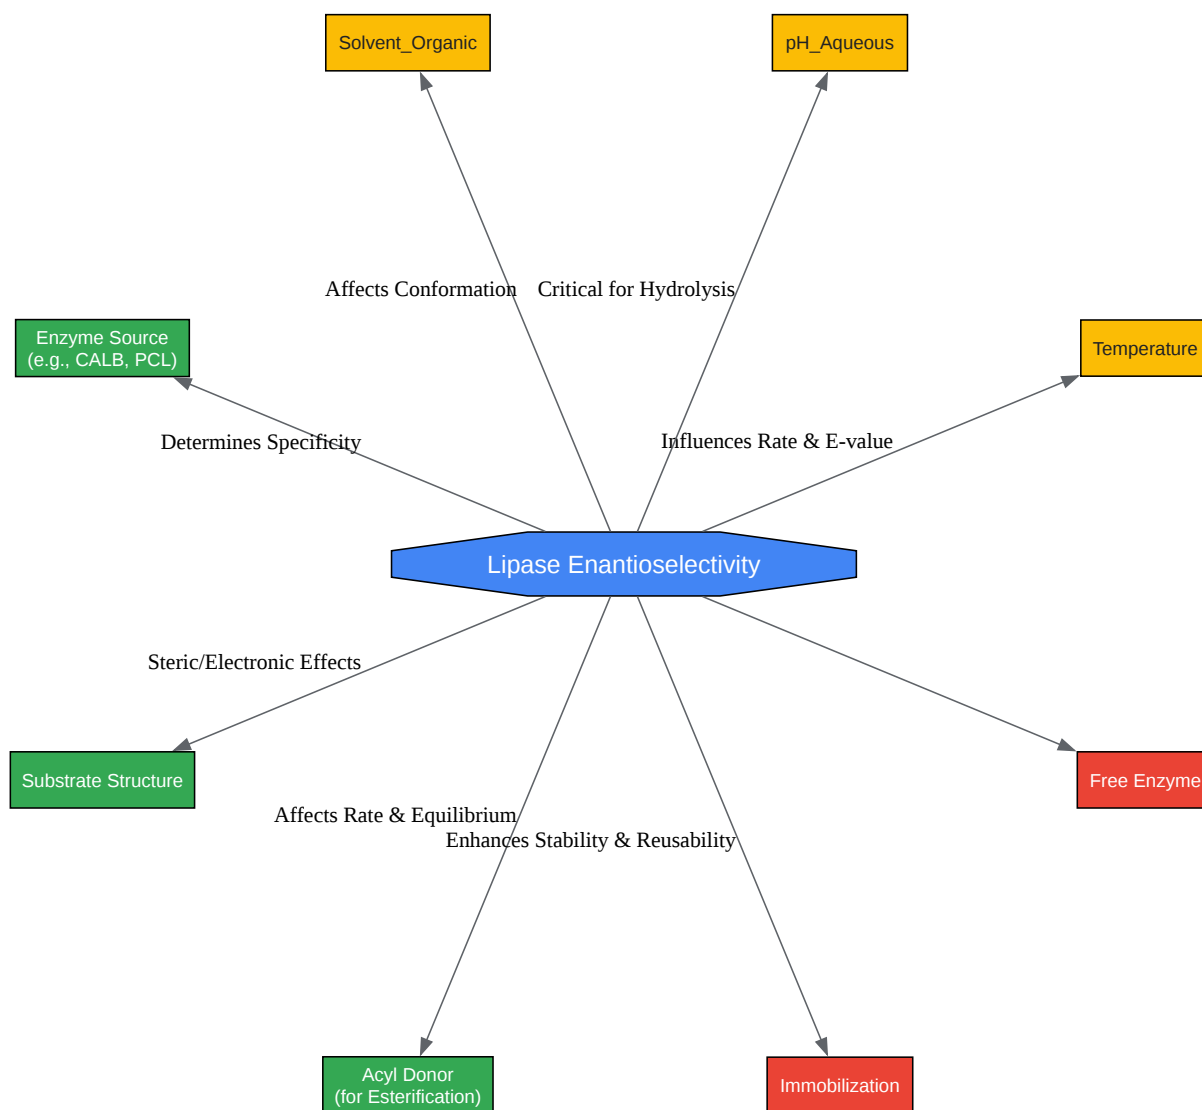 Solvent_Organic
pH_Aqueous
Affects Conformation
Critical for Hydrolysis
Enzyme Source
(e.g., CALB, PCL)
Temperature
Determines Specificity
Influences Rate & E-value
Lipase Enantioselectivity
Steric/Electronic Effects
Substrate Structure
Free Enzyme
Affects Rate & Equilibrium
Enhances Stability & Reusability
Acyl Donor
(for Esterification)
Immobilization